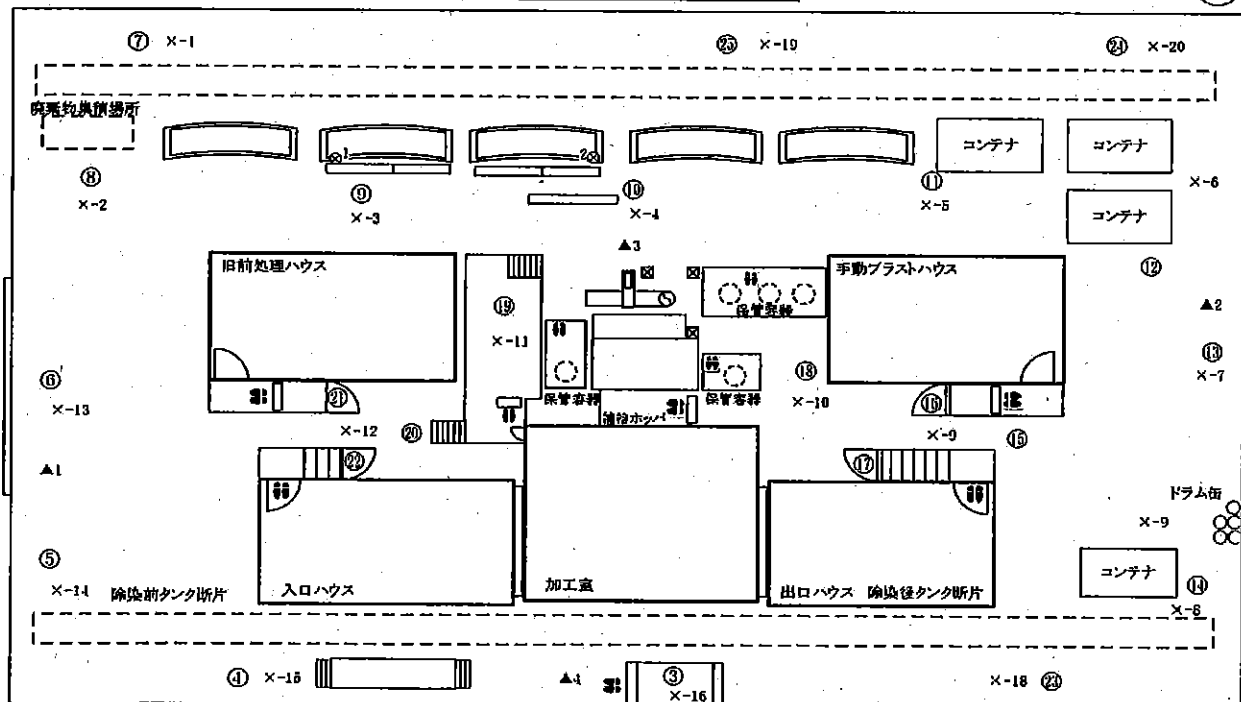 ⑦ ×-1
㉕ ×-19
㉔ ×-20
廃棄物集積場所
コンテナ
コンテナ
1
2
⑧
×-2
⑨
×-3
⑩
×-4
⑪
×-5
×-6
コンテナ
▲3
⑫
旧前処理ハウス
手動ブラストハウス
⑲
×-11
保管容器
▲2
⑬
×-7
⑥
×-13
⑱
×-10
保管容器
保管容器
補給ホッパー
㉑
×-12
⑳
⑯
×-9
⑮
▲1
㉒
⑰
ドラム缶
×-9
⑤
×-14
除染前タンク断片
入口ハウス
加工室
出口ハウス
除染後タンク断片
コンテナ
⑭
×-8
④ ×-15
▲4
③
×-16
×-18 ㉓